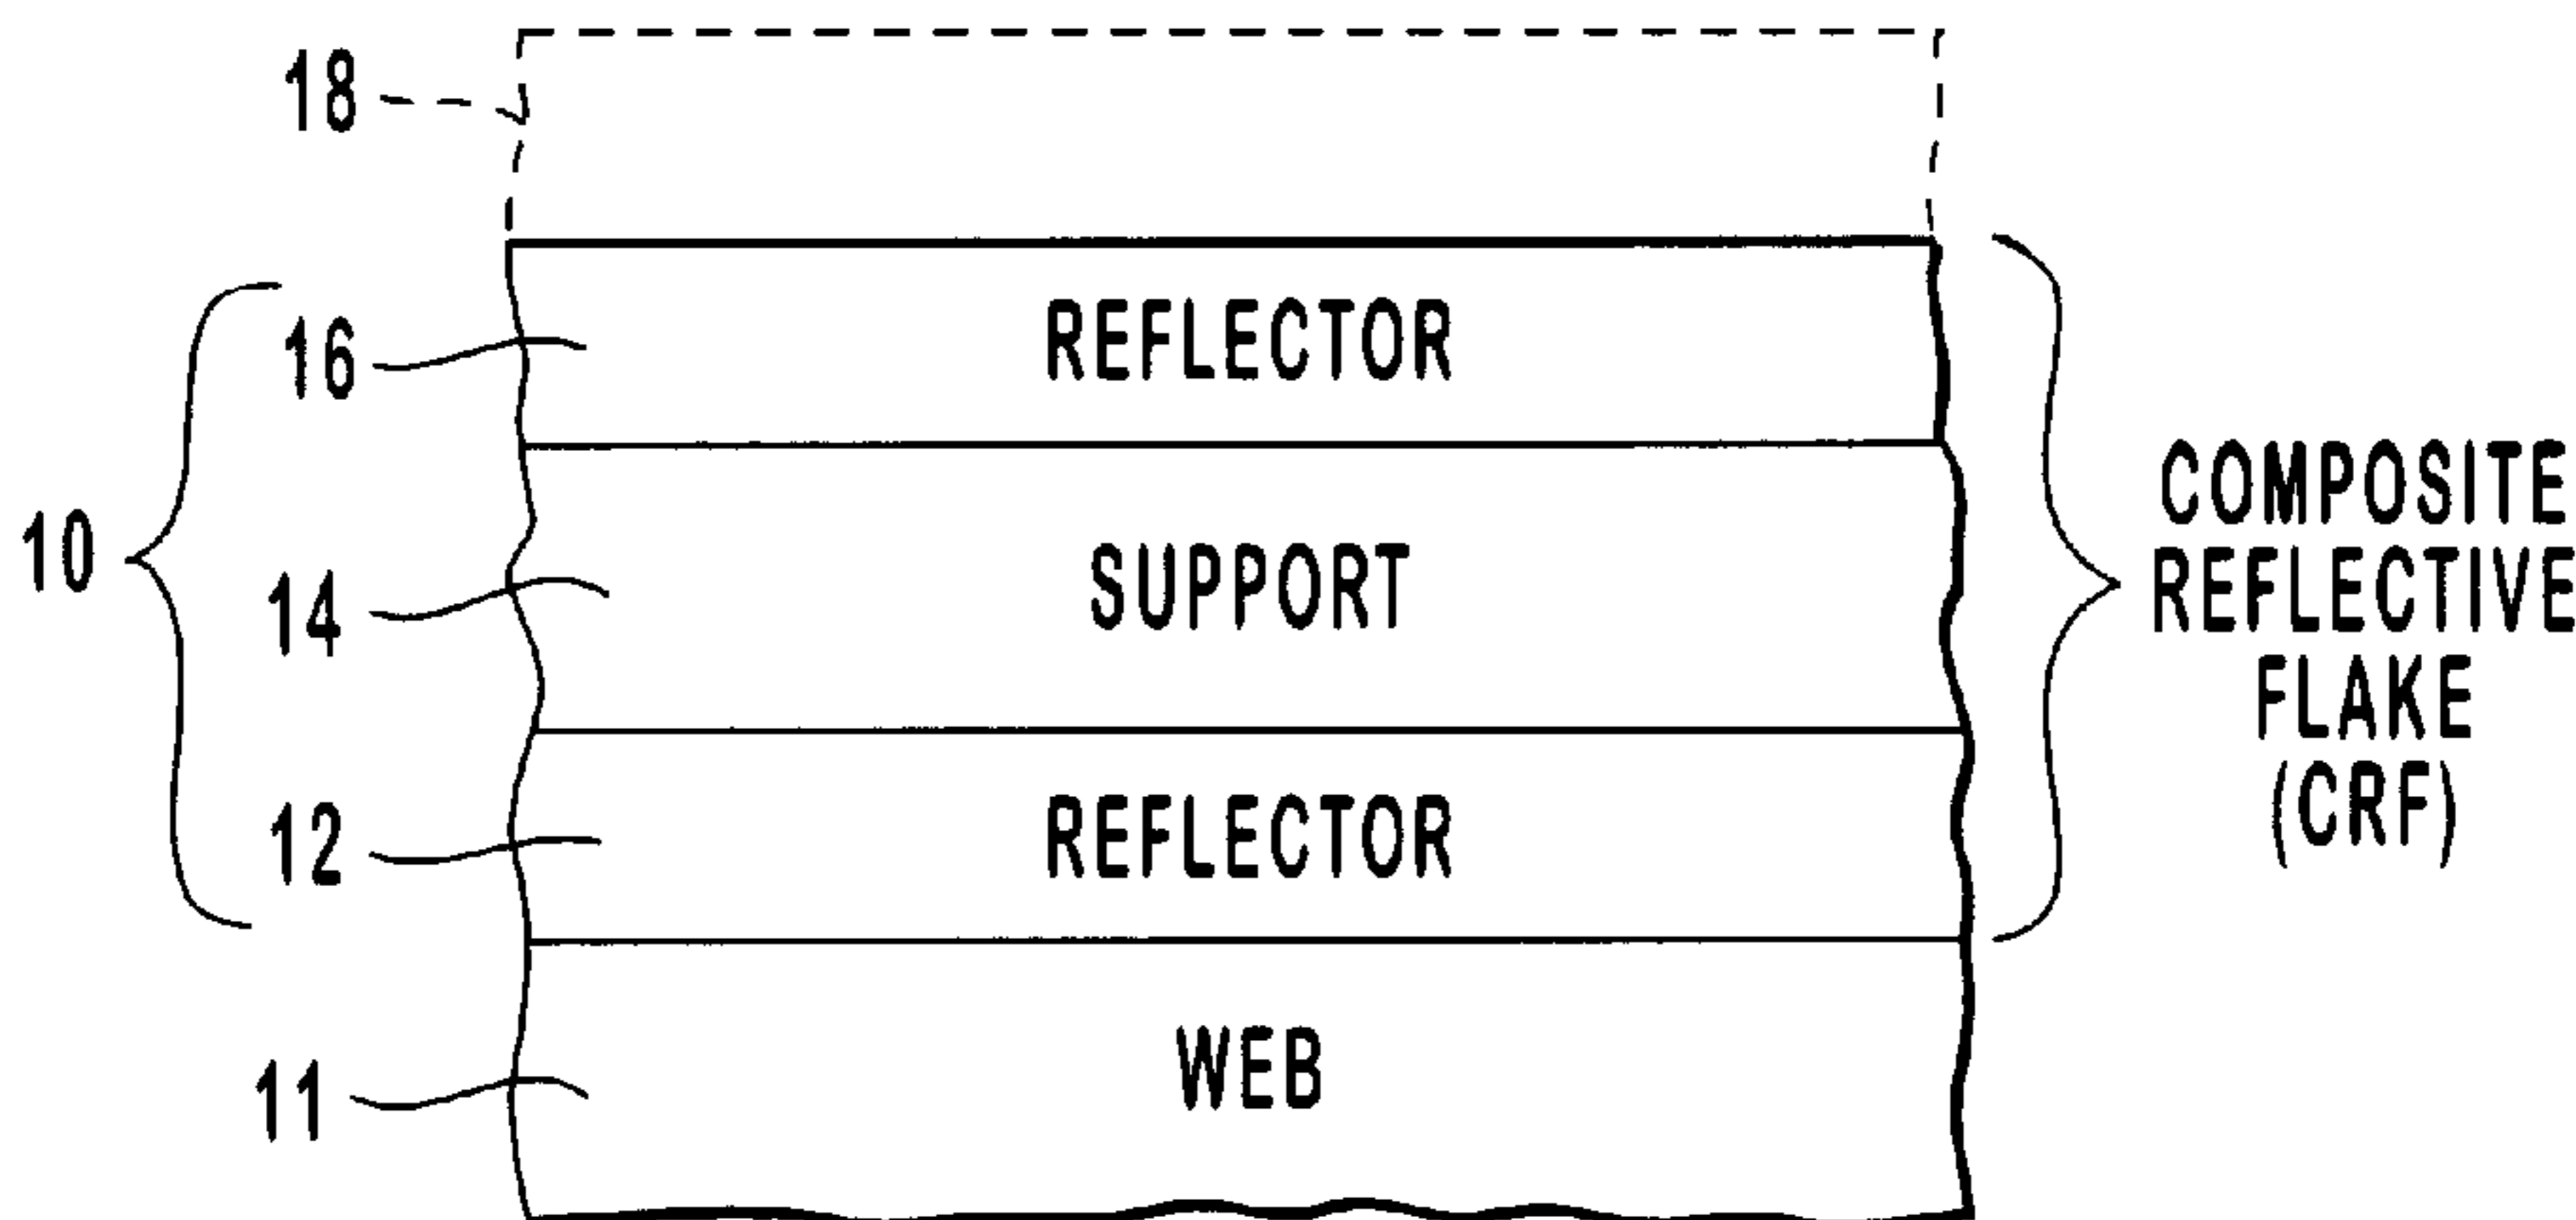 18
16
REFLECTOR
10
14
SUPPORT
12
REFLECTOR
11
WEB
COMPOSITE
REFLECTIVE
FLAKE
(CRF)